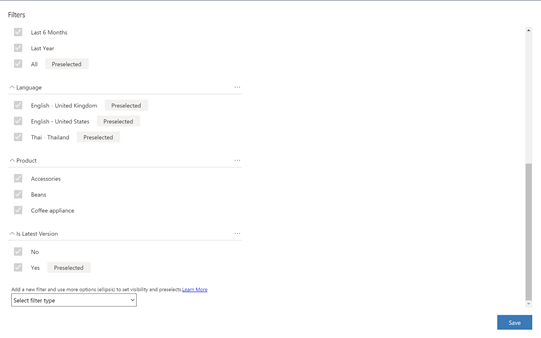 Filters
Last 6 Months
Last Year
All Preselected
Language ...
English - United Kingdom Preselected
English - United States Preselected
Thai - Thailand Preselected
Product ...
Accessories
Beans
Coffee appliance
Is Latest Version ...
No
Yes Preselected
Add a new filter and use more options (ellipsis) to set visibility and preselects.Learn More
Select filter type
Save